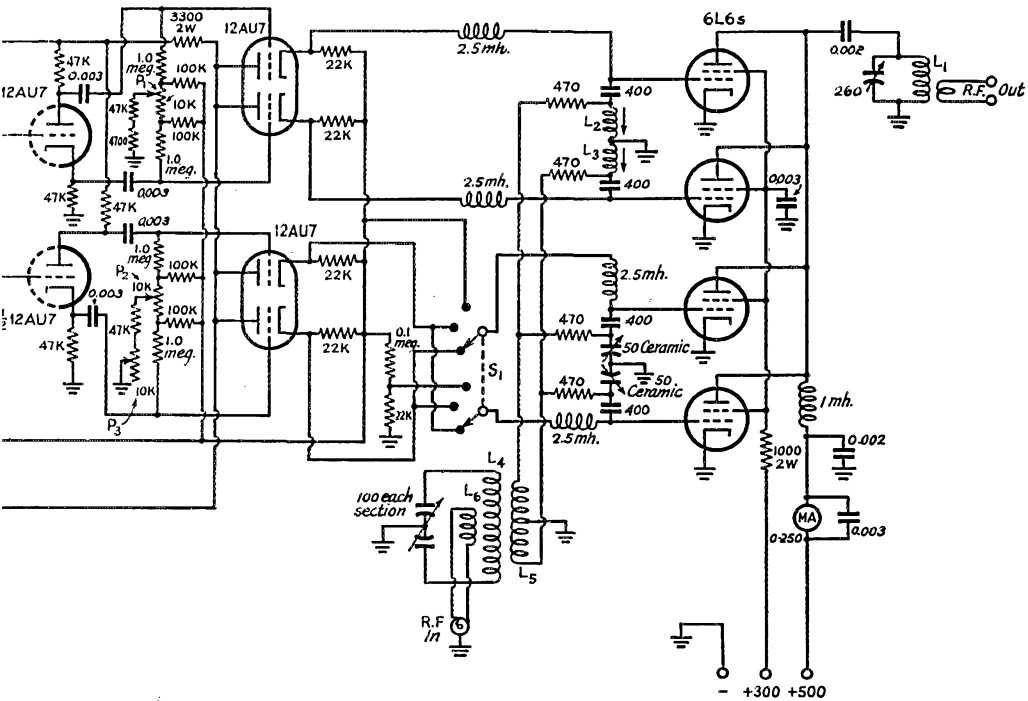 3300
2W
12AU7
6L6s
2.5mh.
0.002
L1
260
R.F.
Out
47K
0.003
1.0
meg.
P1
100K
10K
22K
470
400
12AU7
47K
4700
100K
L2
L3
22K
1.0
meg.
0.003
47K
47K
2.5mh.
470
400
0.003
0.003
12AU7
1.0
meg.
P2
100K
10K
22K
2.5mh.
0.003
100K
400
470
50 Ceramic
1/2 12AU7
47K
47K
1.0
meg.
22K
0.1
meg.
S1
50
Ceramic
470
10K
P3
22K
400
2.5mh.
1mh.
1000
2W
0.002
L4
L6
100 each
section
MA
0-250
0.003
L5
R.F
In
-
+300
+500